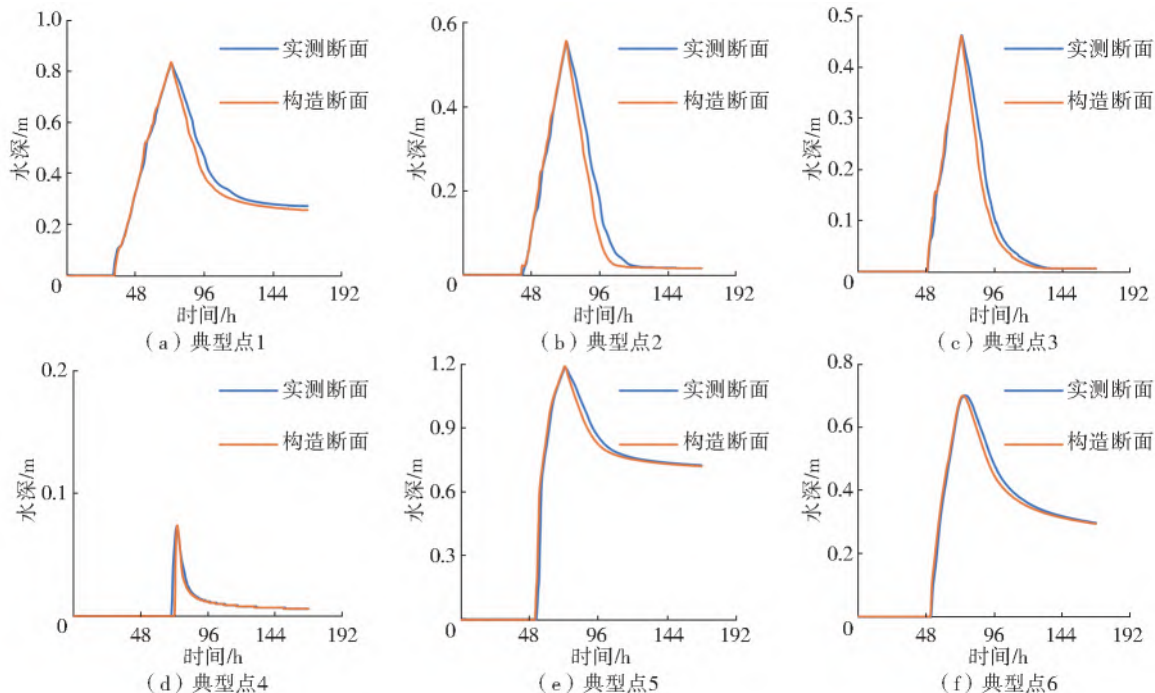 1.0
0.8
0.6
0.4
0.2
0
水深/m
实测断面
构造断面
48 96 144 192
时间/h
（a）典型点1
0.6
0.4
0.2
0
水深/m
实测断面
构造断面
48 96 144 192
时间/h
（b）典型点2
0.5
0.4
0.3
0.2
0.1
0
水深/m
实测断面
构造断面
48 96 144 192
时间/h
（c）典型点3
0.2
0.1
0
水深/m
实测断面
构造断面
48 96 144 192
时间/h
（d）典型点4
1.2
0.9
0.6
0.3
0
水深/m
实测断面
构造断面
48 96 144 192
时间/h
（e）典型点5
0.8
0.6
0.4
0.2
0
水深/m
实测断面
构造断面
48 96 144 192
时间/h
（f）典型点6